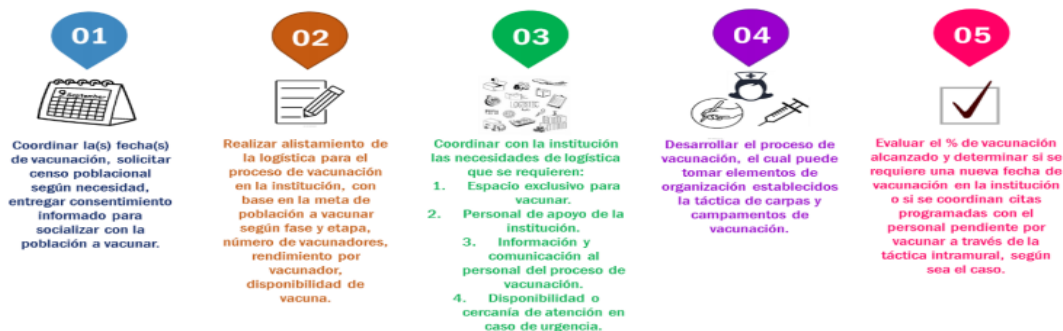 01
Coordinar la(s) fecha(s)
de vacunación, solicitar
censo poblacional
según necesidad,
entregar consentimiento
informado para
socializar con la
población a vacunar.
02
Realizar alistamiento de
la logística para el
proceso de vacunación
en la institución, con
base en la meta de
población a vacunar
según fase y etapa,
número de vacunadores,
rendimiento por
vacunador,
disponibilidad de
vacuna.
03
Coordinar con la institución
las necesidades de logística
que se requieren:
1. Espacio exclusivo para
vacunar.
2. Personal de apoyo de la
institución.
3. Información y
comunicación al
personal del proceso de
vacunación.
4. Disponibilidad o
cercanía de atención en
caso de urgencia.
04
Desarrollar el proceso de
vacunación, el cual puede
tomar elementos de
organización establecidos
la táctica de carpas y
campamentos de
vacunación.
05
Evaluar el % de vacunación
alcanzado y determinar si se
requiere una nueva fecha de
vacunación en la institución
o si se coordinan citas
programadas con el
personal pendiente por
vacunar a través de la
táctica intramural, según
sea el caso.